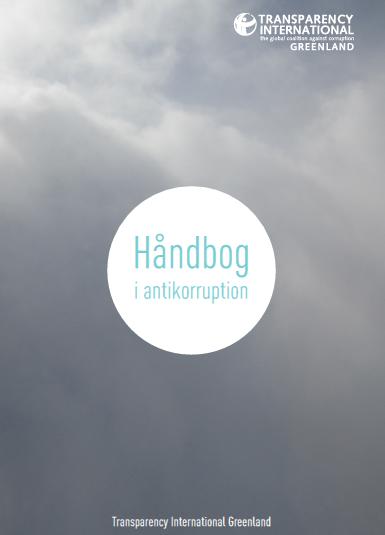 TRANSPARENCY
INTERNATIONAL
the global coalition against corruption
GREENLAND
Håndbog
i antikorruption
Transparency International Greenland